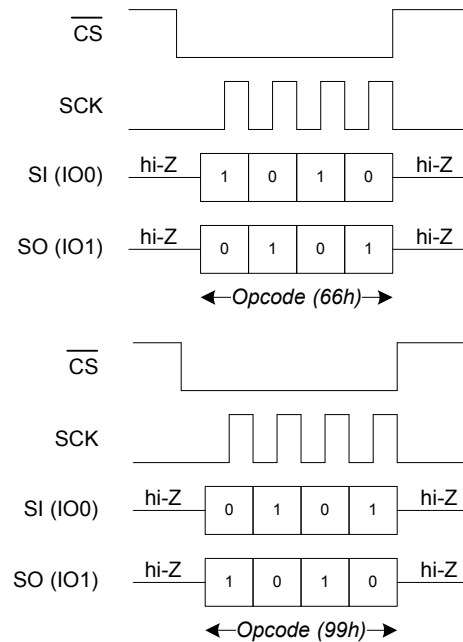 CS
SCK
SI (IO0) hi-Z 1 0 1 0 hi-Z
SO (IO1) hi-Z 0 1 0 1 hi-Z
Opcode (66h)
CS
SCK
SI (IO0) hi-Z 0 1 0 1 hi-Z
SO (IO1) hi-Z 1 0 1 0 hi-Z
Opcode (99h)